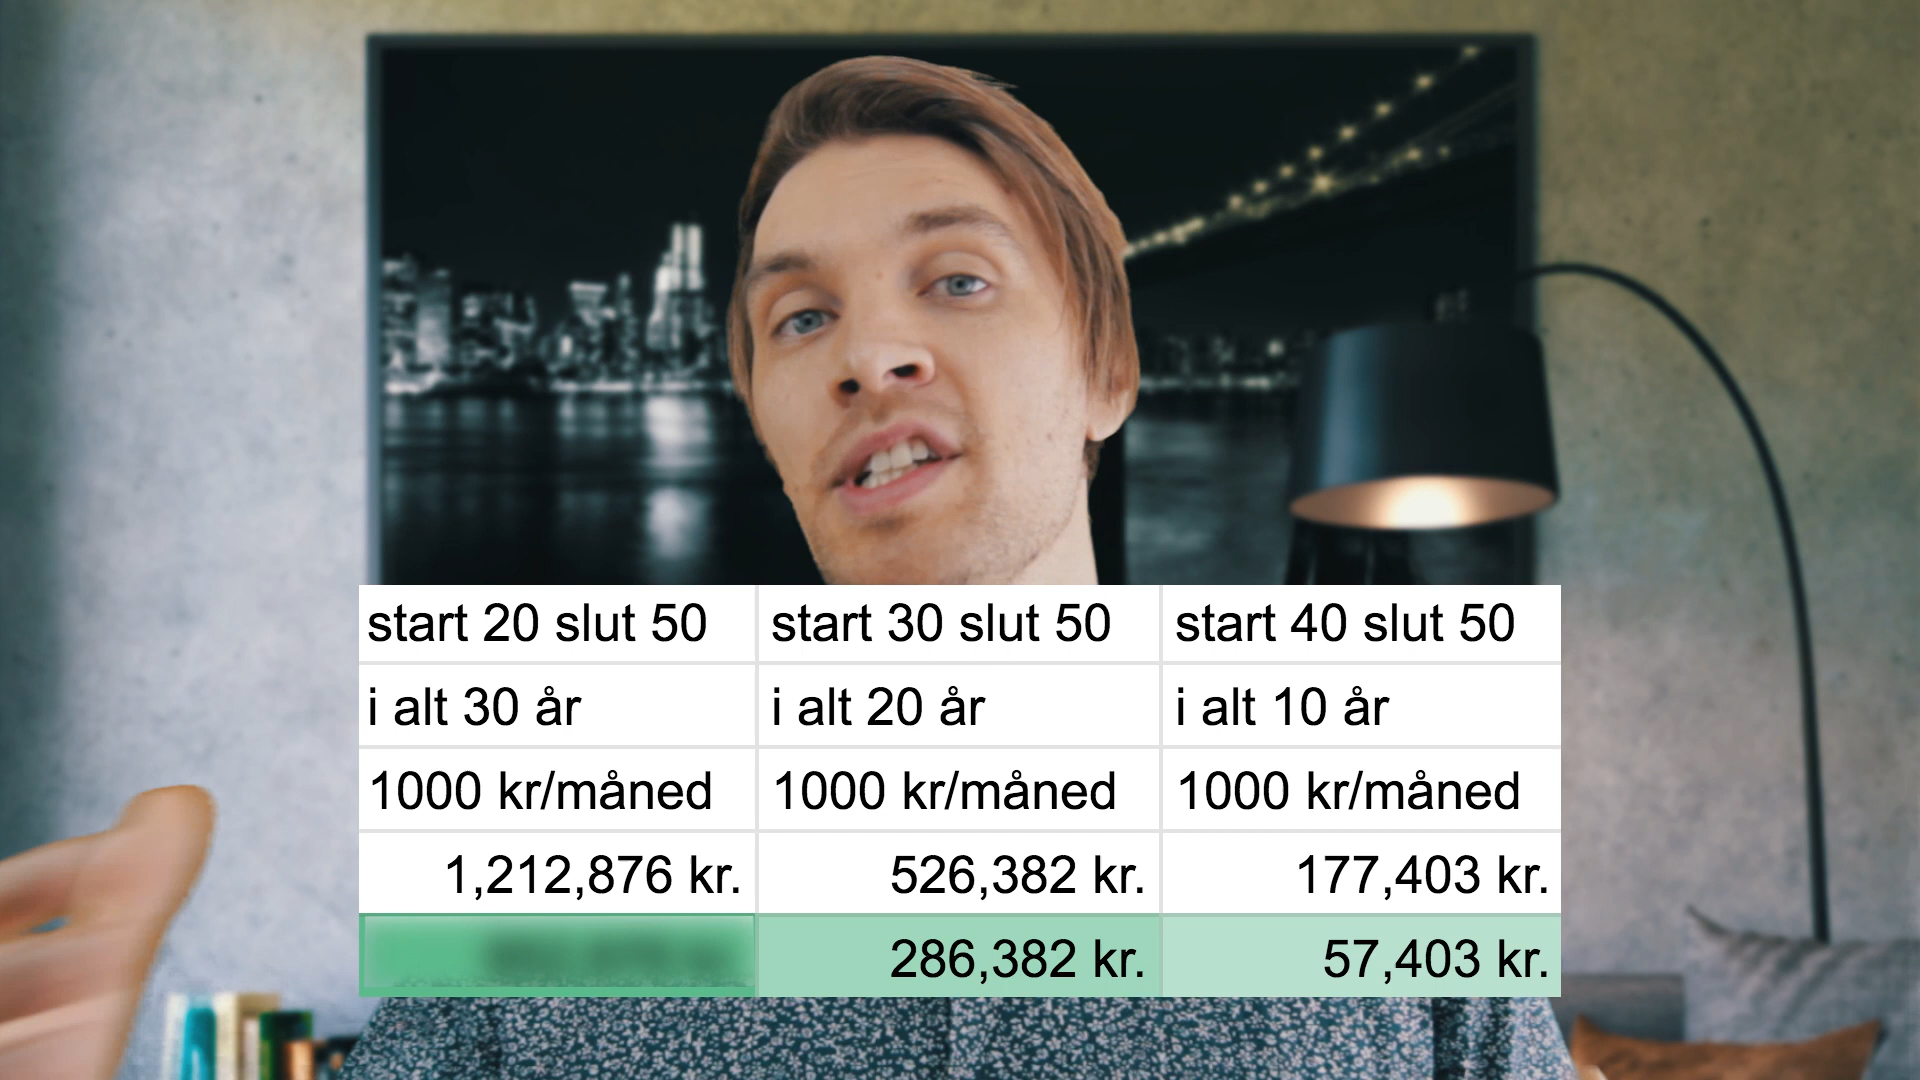 start 20 slut 50 start 30 slut 50 start 40 slut 50
i alt 30 år i alt 20 år i alt 10 år
1000 kr/måned 1000 kr/måned 1000 kr/måned
1,212,876 kr. 526,382 kr. 177,403 kr.
286,382 kr. 57,403 kr.